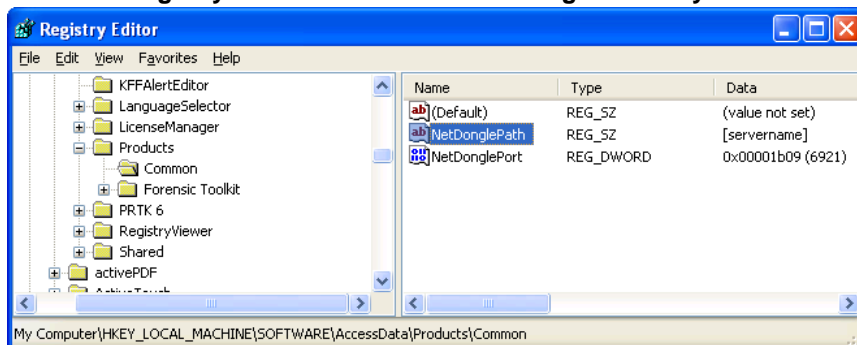 Registry Editor
File Edit View Favorites Help
KFFAlertEditor
LanguageSelector
LicenseManager
Products
Common
Forensic Toolkit
PRTK 6
RegistryViewer
Shared
activePDF
Name Type Data
(Default) REG_SZ (value not set)
NetDonglePath REG_SZ [servername]
NetDonglePort REG_DWORD 0x00001b09 (6921)
My Computer\HKEY_LOCAL_MACHINE\SOFTWARE\AccessData\Products\Common